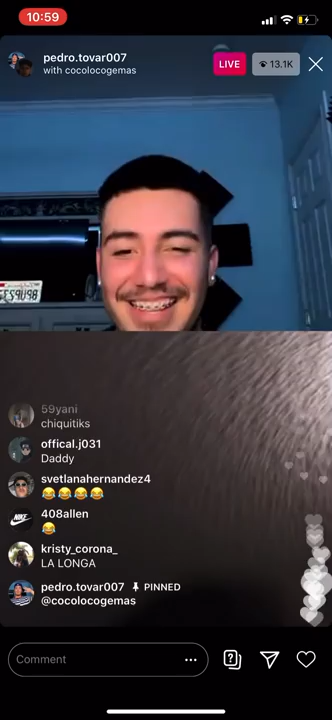 10:59
pedro.tovar007
with cocolocogemas
LIVE
13.1K
59yani
chiquitiks
offical.j031
Daddy
svetlanahernandez4
😂😂😂😂
408allen
😂
kristy_corona_
LA LONGA
pedro.tovar007 PINNED
@cocolocogemas
Comment